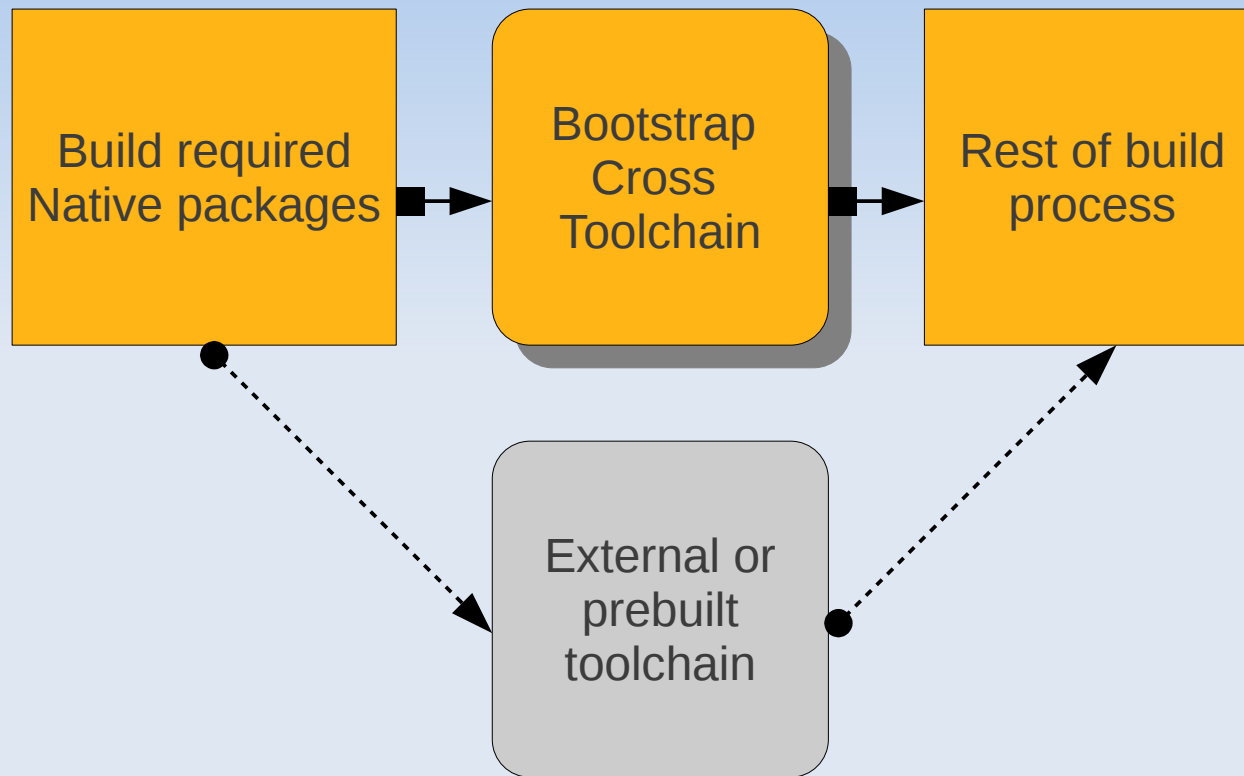 Build required
Native packages
Bootstrap
Cross
Toolchain
Rest of build
process
External or
prebuilt
toolchain